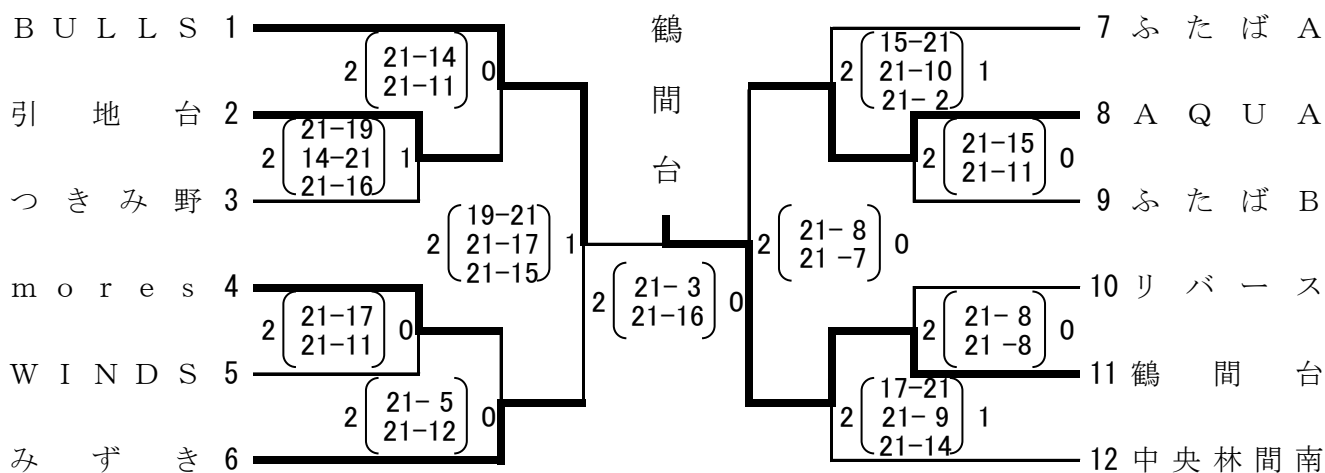 BULLS 1
2 21-14 0
21-11
引地台 2
21-19
2 14-21 1
21-16
つきみ野 3
19-21
2 21-17 1
21-15
mores 4
2 21-17 0
21-11
WINDS 5
2 21- 5 0
21-12
みずき 6
鶴間台
2 21- 3 0
21-16
7 ふたばA
15-21
2 21-10 1
21- 2
8 AQUA
2 21-15 0
21-11
9 ふたばB
2 21- 8 0
21 -7
10 リバース
2 21- 8 0
21 -8
11 鶴間台
17-21
2 21- 9 1
21-14
12 中央林間南